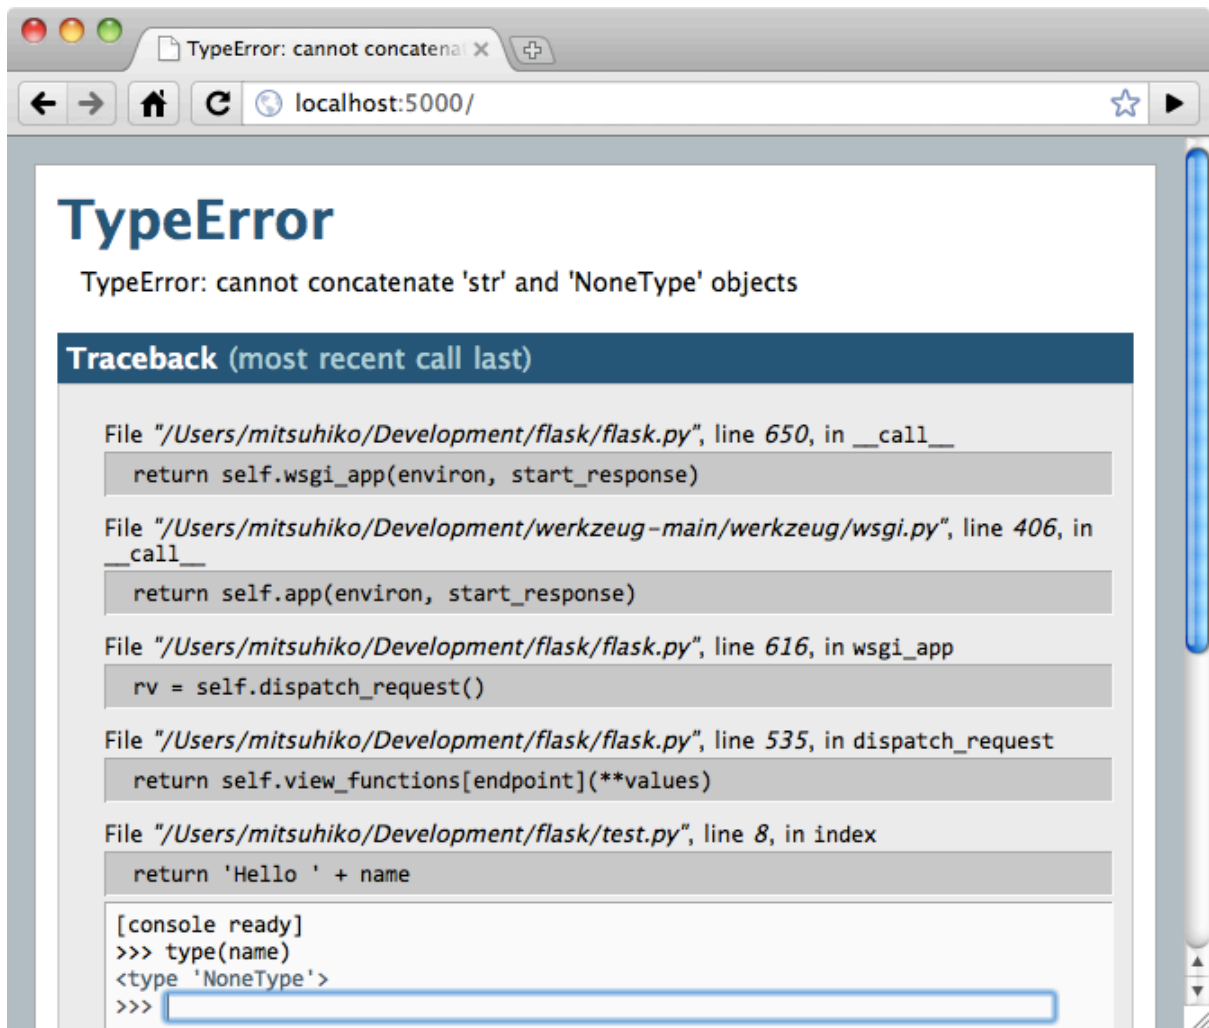 TypeError: cannot concatenat
localhost:5000/
TypeError
TypeError: cannot concatenate 'str' and 'NoneType' objects
Traceback (most recent call last)
File "/Users/mitsuhiko/Development/flask/flask.py", line 650, in __call__
return self.wsgi_app(environ, start_response)
File "/Users/mitsuhiko/Development/werkzeug-main/werkzeug/wsgi.py", line 406, in
__call__
return self.app(environ, start_response)
File "/Users/mitsuhiko/Development/flask/flask.py", line 616, in wsgi_app
rv = self.dispatch_request()
File "/Users/mitsuhiko/Development/flask/flask.py", line 535, in dispatch_request
return self.view_functions[endpoint](**values)
File "/Users/mitsuhiko/Development/flask/test.py", line 8, in index
return 'Hello ' + name
[console ready]
>>> type(name)
<type 'NoneType'>
>>>